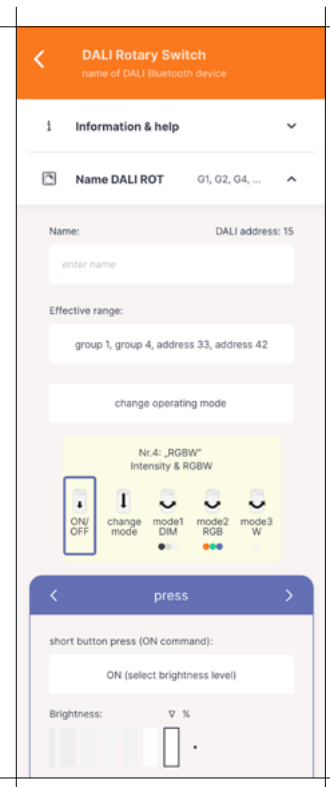 DALI Rotary Switch
name of DALI Bluetooth device
i Information & help
Name DALI ROT G1, G2, G4, ...
Name: DALI address: 15
enter name
Effective range:
group 1, group 4, address 33, address 42
change operating mode
Nr.4: „RGBW"
Intensity & RGBW
ON/ change mode1 mode2 mode3
OFF mode DIM RGB W
press
short button press (ON command):
ON (select brightness level)
Brightness: ▽ %